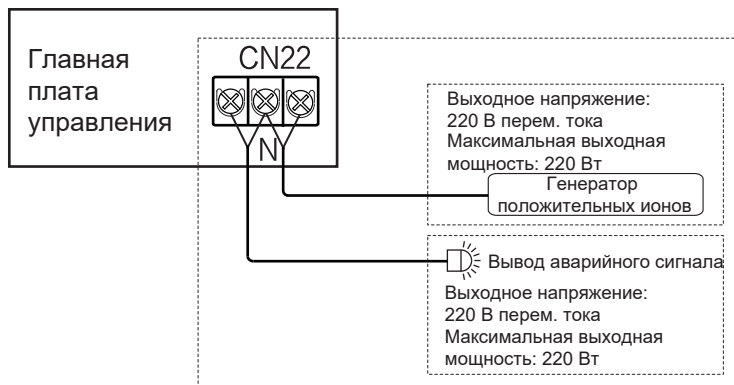 Главная
плата
управления
CN22
N
Выходное напряжение:
220 В перем. тока
Максимальная выходная
мощность: 220 Вт
Генератор
положительных ионов
Вывод аварийного сигнала
Выходное напряжение:
220 В перем. тока
Максимальная выходная
мощность: 220 Вт